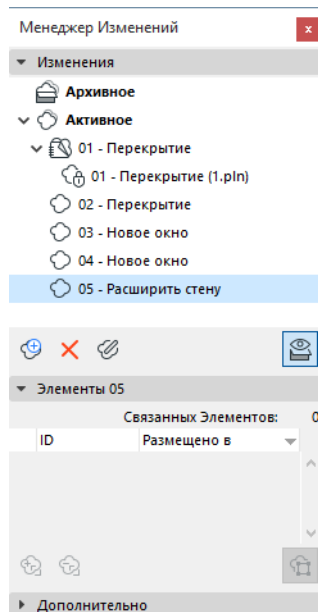 Менеджер Изменений
Изменения
Архивное
Активное
01 - Перекрытие
01 - Перекрытие (1.pln)
02 - Перекрытие
03 - Новое окно
04 - Новое окно
05 - Расширить стену
Элементы 05
Связанных Элементов: 0
ID Размещено в
Дополнительно